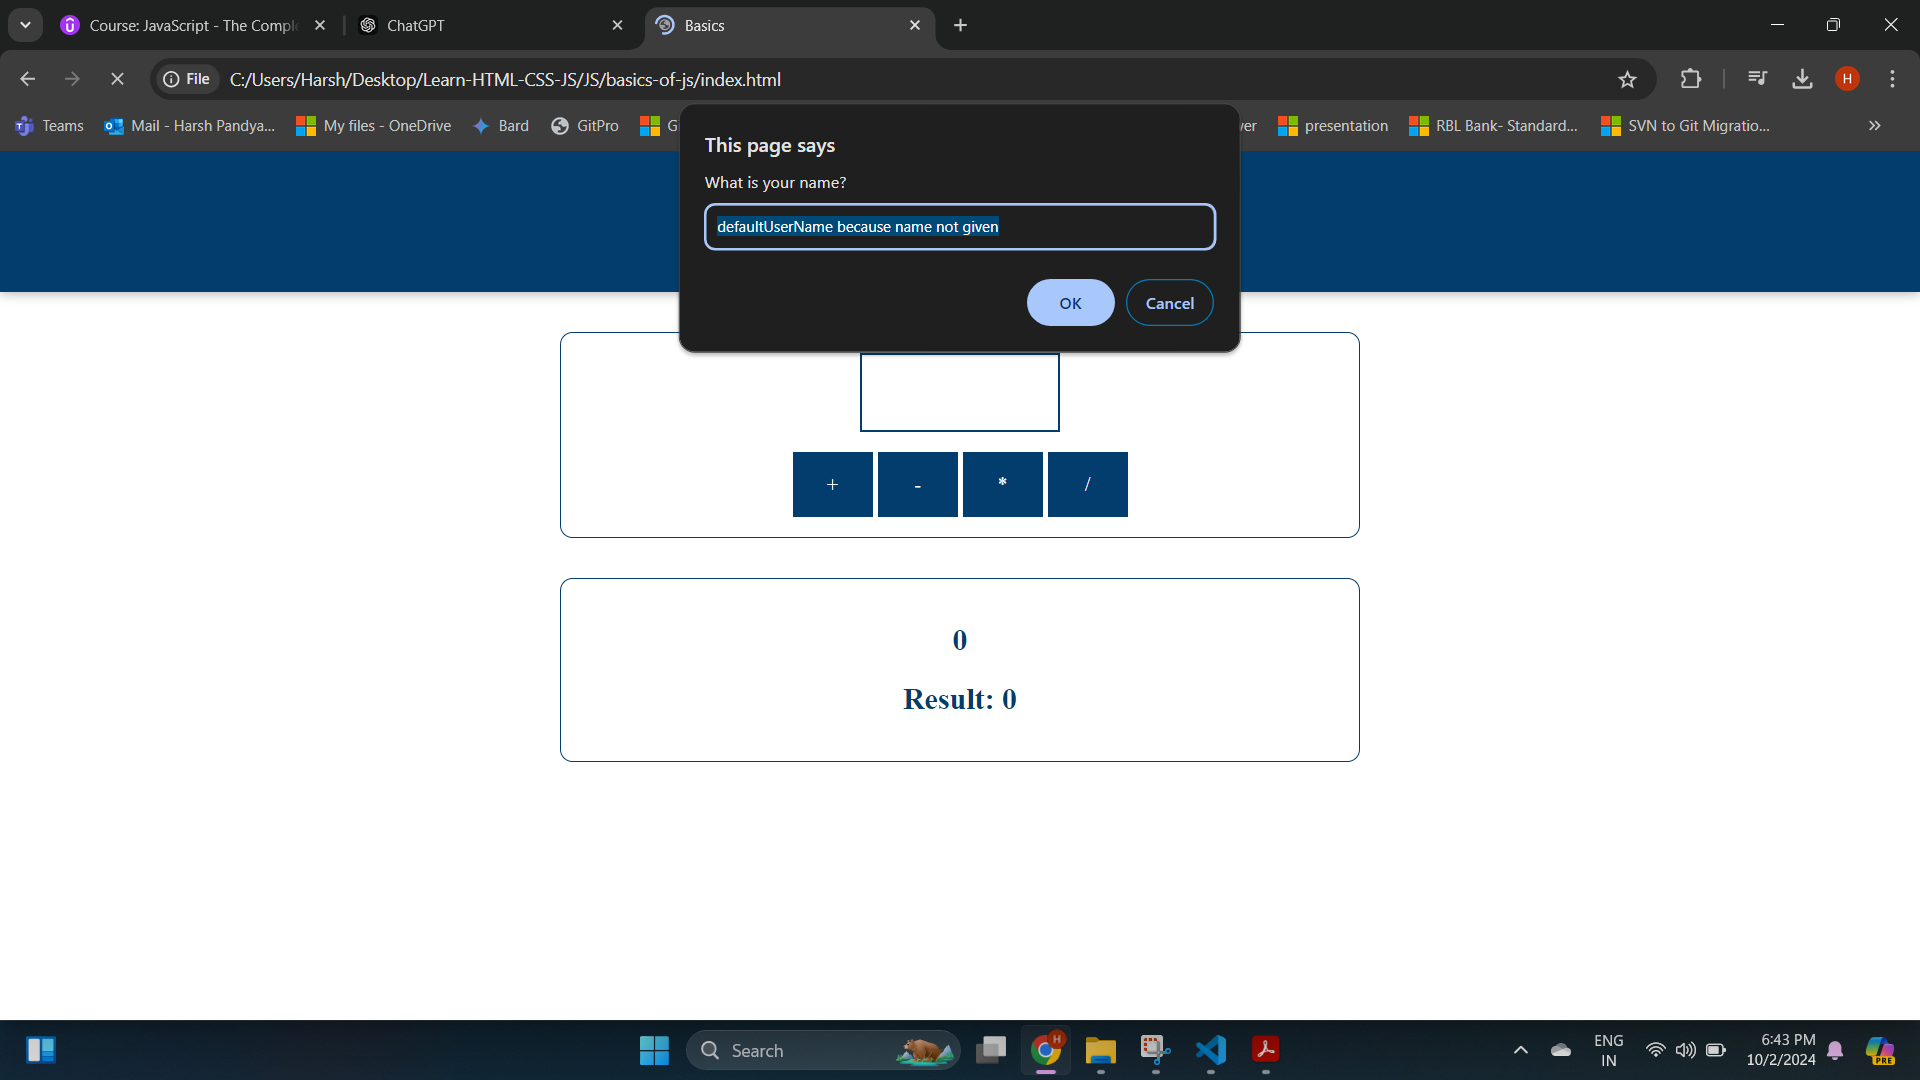 Course: JavaScript - The Compl
ChatGPT
Basics
File
C:/Users/Harsh/Desktop/Learn-HTML-CSS-JS/JS/basics-of-js/index.html
H
Teams
Mail - Harsh Pandya...
My files - OneDrive
Bard
GitPro
G
ver
presentation
RBL Bank- Standard...
SVN to Git Migratio...
This page says
What is your name?
defaultUserName because name not given
OK
Cancel
+
-
*
/
0
Result: 0
Search
H
ENG
IN
6:43 PM
10/2/2024
PRE